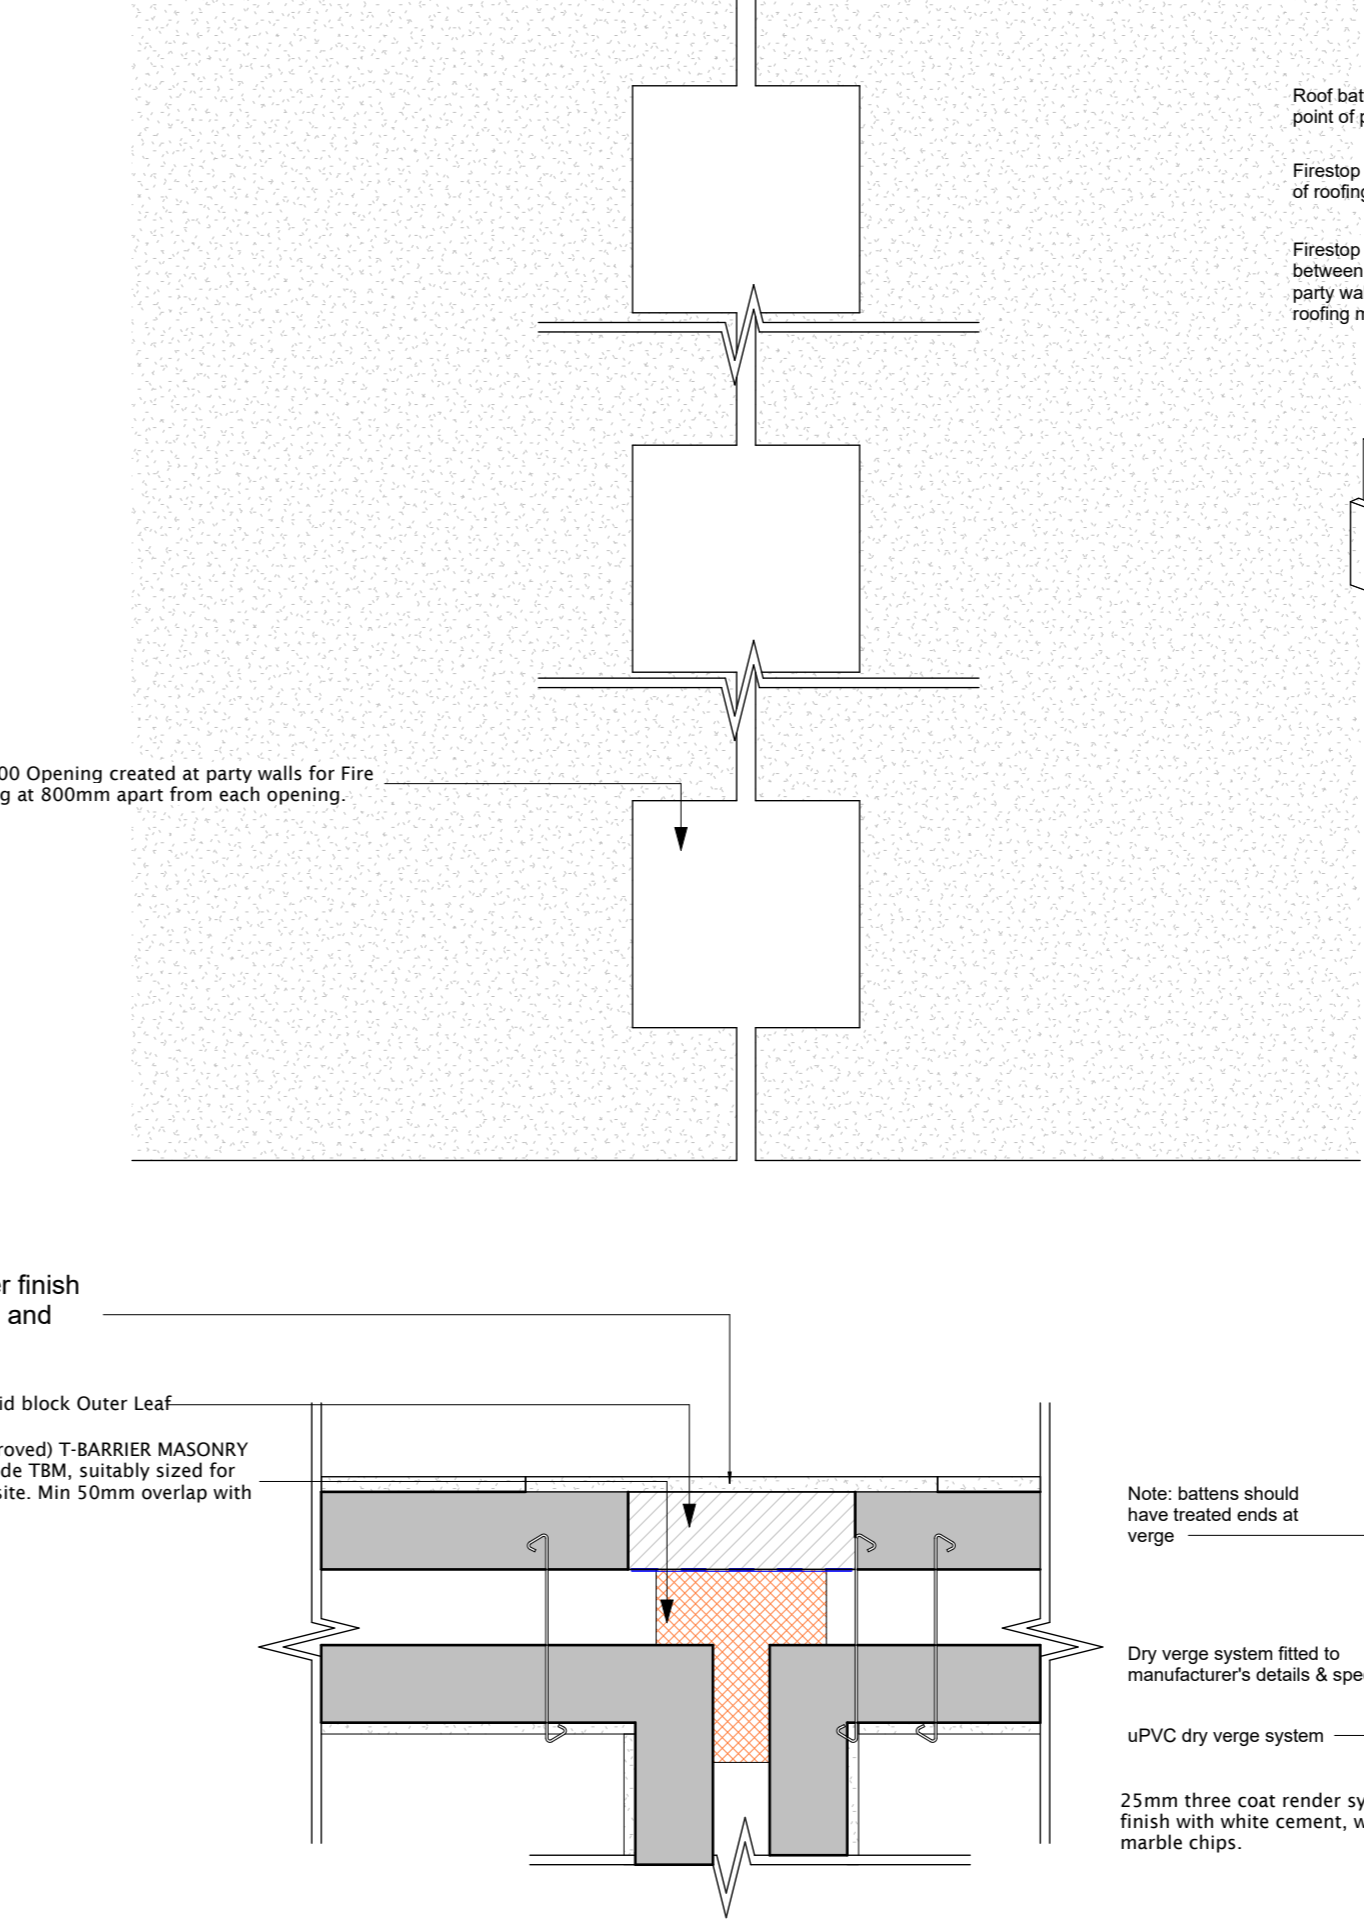 Roof bat
point of p
Firestop
of roofing
Firestop
between
party wa
roofing m
00 Opening created at party walls for Fire
g at 800mm apart from each opening.
er finish
and
id block Outer Leaf
roved) T-BARRIER MASONRY
de TBM, suitably sized for
site. Min 50mm overlap with
Note: battens should
have treated ends at
verge
Dry verge system fitted to
manufacturer's details & spe
uPVC dry verge system
25mm three coat render sy
finish with white cement, w
marble chips.